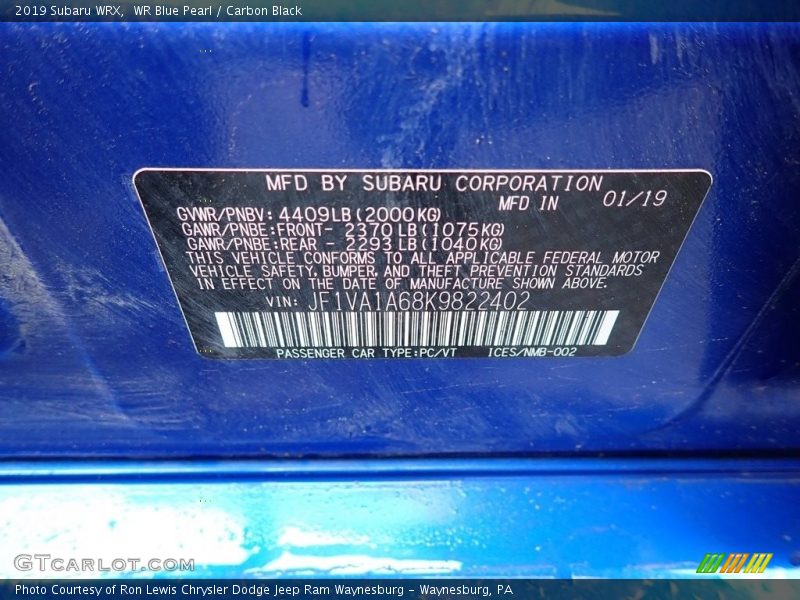 2019 Subaru WRX,  WR Blue Pearl / Carbon Black
MFD BY SUBARU CORPORATION
MFD IN 01/19
GVWR/PNBV: 4409LB(2000KG)
GAWR/PNBE:FRONT- 2370LB(1075KG)
GAWR/PNBE:REAR - 2293LB(1040KG)
THIS VEHICLE CONFORMS TO ALL APPLICABLE FEDERAL MOTOR
VEHICLE SAFETY, BUMPER, AND THEFT PREVENTION STANDARDS
IN EFFECT ON THE DATE OF MANUFACTURE SHOWN ABOVE.
VIN: JF1VA1A68K9822402
PASSENGER CAR TYPE:PC/VT ICES/NMB-002
GTCARLOT.COM
Photo Courtesy of Ron Lewis Chrysler Dodge Jeep Ram Waynesburg - Waynesburg, PA